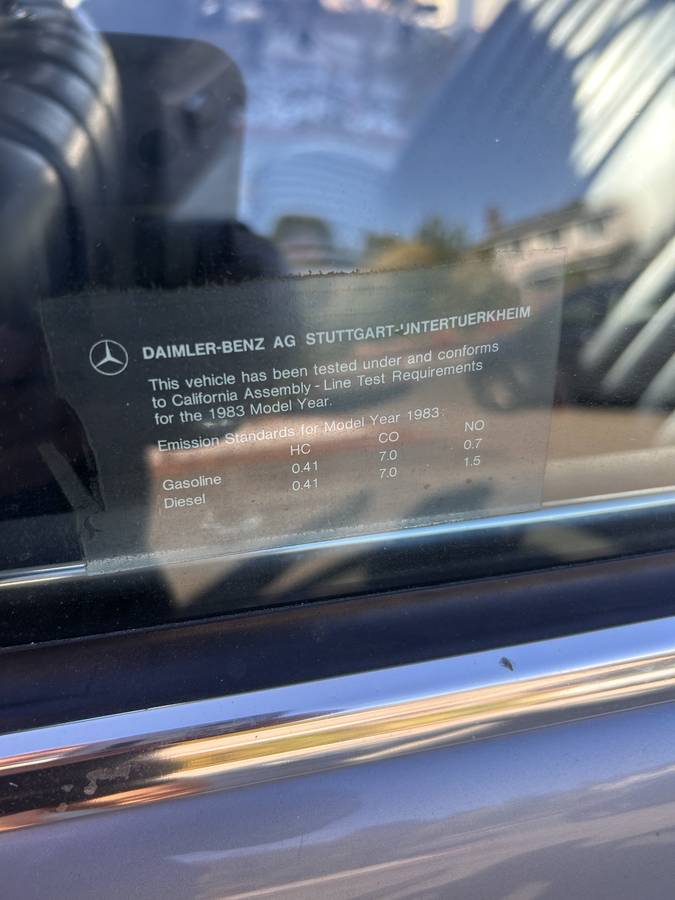 DAIMLER-BENZ AG STUTTGART-UNTERTUERKHEIM
This vehicle has been tested under and conforms
to California Assembly - Line Test Requirements
for the 1983 Model Year.
Emission Standards for Model Year 1983:
HC CO NO
Gasoline 0.41 7.0 0.7
Diesel 0.41 7.0 1.5